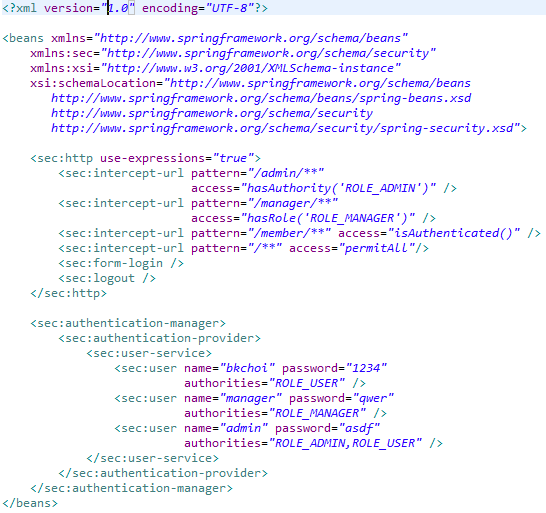 <?xml version="1.0" encoding="UTF-8"?>
<beans xmlns="http://www.springframework.org/schema/beans"
xmlns:sec="http://www.springframework.org/schema/security"
xmlns:xsi="http://www.w3.org/2001/XMLSchema-instance"
xsi:schemaLocation="http://www.springframework.org/schema/beans
http://www.springframework.org/schema/beans/spring-beans.xsd
http://www.springframework.org/schema/security
http://www.springframework.org/schema/security/spring-security.xsd">
<sec:http use-expressions="true">
<sec:intercept-url pattern="/admin/**"
access="hasAuthority('ROLE_ADMIN')" />
<sec:intercept-url pattern="/manager/**"
access="hasRole('ROLE_MANAGER')" />
<sec:intercept-url pattern="/member/**" access="isAuthenticated()" />
<sec:intercept-url pattern="/**" access="permitAll"/>
<sec:form-login />
<sec:logout />
</sec:http>
<sec:authentication-manager>
<sec:authentication-provider>
<sec:user-service>
<sec:user name="bkchoi" password="1234"
authorities="ROLE_USER" />
<sec:user name="manager" password="qwer"
authorities="ROLE_MANAGER" />
<sec:user name="admin" password="asdf"
authorities="ROLE_ADMIN,ROLE_USER" />
</sec:user-service>
</sec:authentication-provider>
</sec:authentication-manager>
</beans>